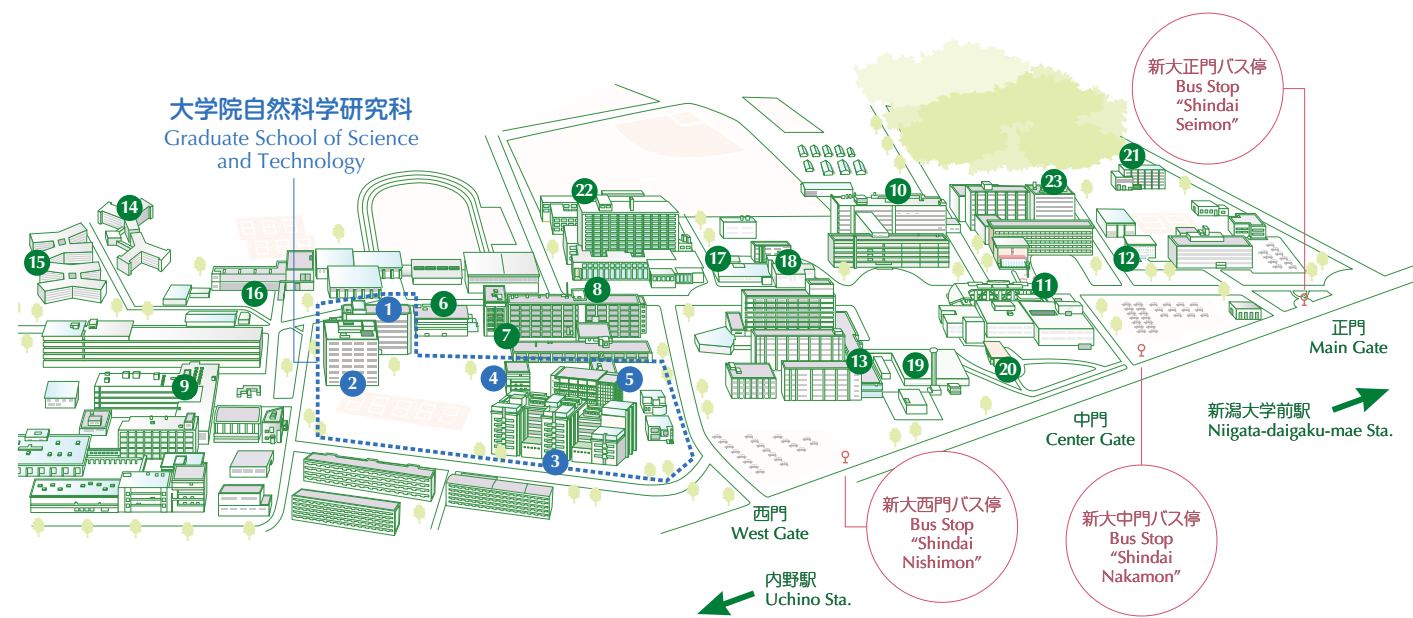 大学院自然科学研究科
Graduate School of Science
and Technology
新大正門バス停
Bus Stop
“Shindai
Seimon”
21
14
22
10
23
15
17
18
12
16
11
6
8
1
7
正門
Main Gate
2
4
5
13
19
20
9
新潟大学前駅
Niigata-daigaku-mae Sta.
中門
Center Gate
3
西門
West Gate
新大西門バス停
Bus Stop
“Shindai
Nishimon”
新大中門バス停
Bus Stop
“Shindai
Nakamon”
内野駅
Uchino Sta.